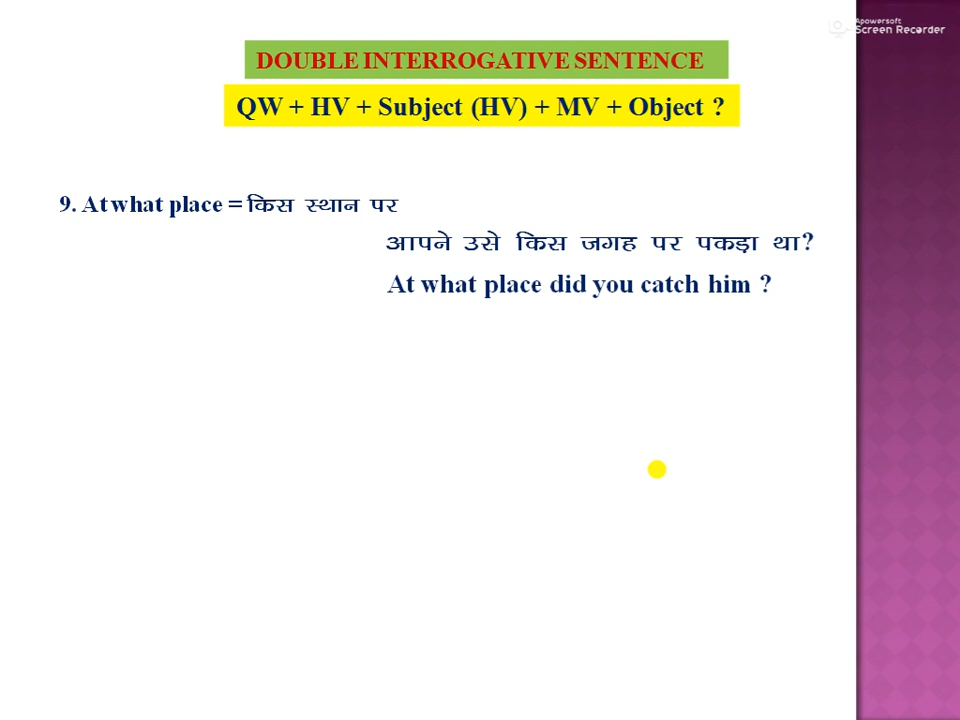 Apowersoft
Screen Recorder
DOUBLE INTERROGATIVE SENTENCE
QW + HV + Subject (HV) + MV + Object ?
9. At what place = किस स्थान पर
आपने उसे किस जगह पर पकड़ा था?
At what place did you catch him ?